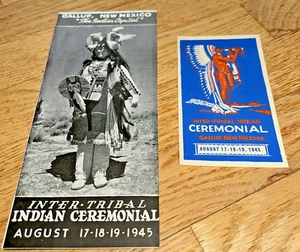 GALLUP, NEW MEXICO
"The Indian Capital"
INTER-TRIBAL
INDIAN CEREMONIAL
AUGUST 17-18-19-1945
INTER-TRIBAL INDIAN
CEREMONIAL
GALLUP, NEW MEXICO
AUGUST 17-18-19, 1945